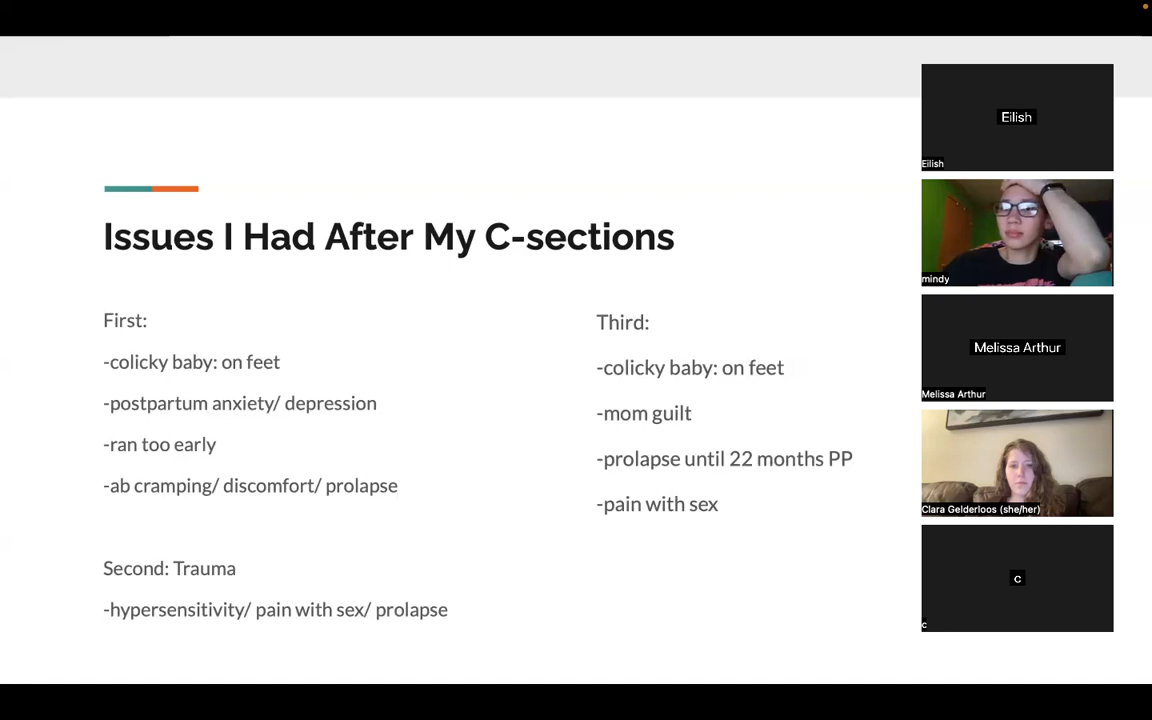 Issues I Had After My C-sections
First:
-colicky baby: on feet
-postpartum anxiety/ depression
-ran too early
-ab cramping/ discomfort/ prolapse
Second: Trauma
-hypersensitivity/ pain with sex/ prolapse
Third:
-colicky baby: on feet
-mom guilt
-prolapse until 22 months PP
-pain with sex
Eilish
Eilish
mindy
Melissa Arthur
Melissa Arthur
Clara Gelderloos (she/her)
c
c